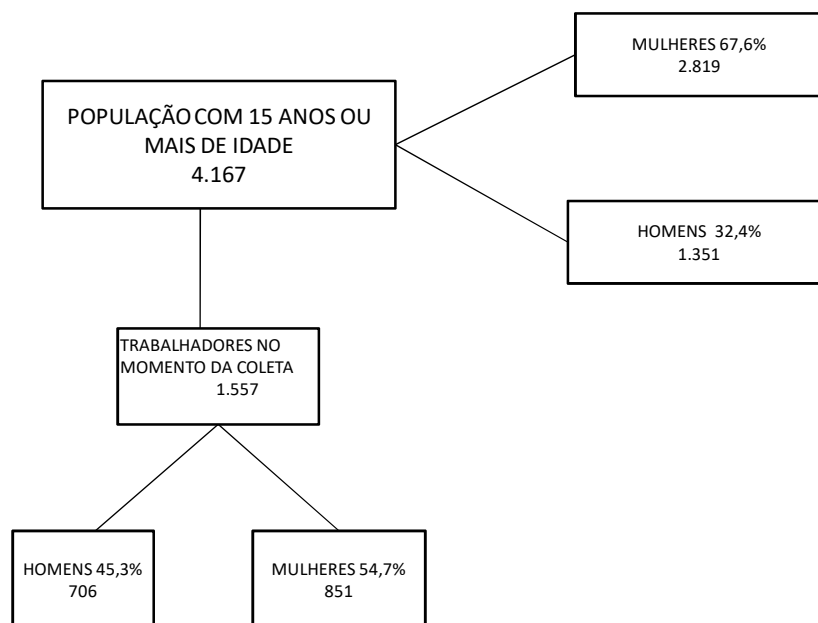 MULHERES 67,6%
2.819
POPULAÇÃO COM 15 ANOS OU
MAIS DE IDADE
4.167
HOMENS 32,4%
1.351
TRABALHADORES NO
MOMENTO DA COLETA
1.557
HOMENS 45,3%
706
MULHERES 54,7%
851